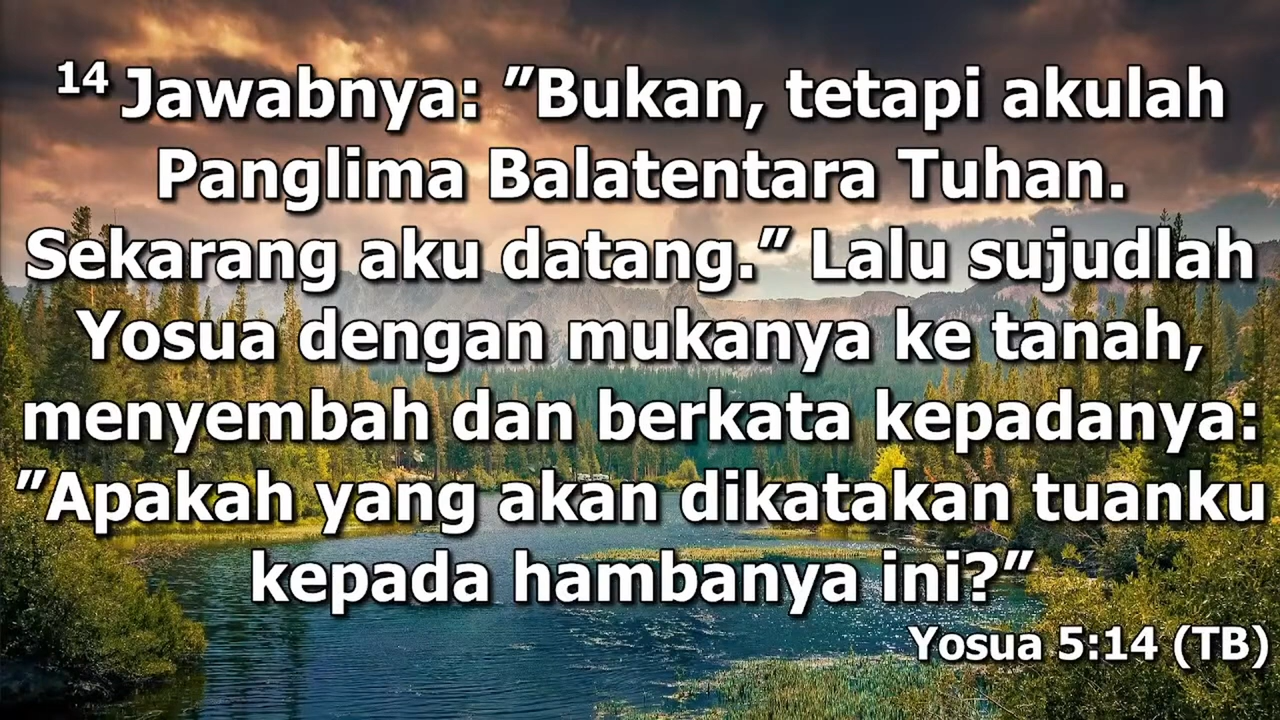 14 Jawabnya: ”Bukan, tetapi akulah
Panglima Balatentara Tuhan.
Sekarang aku datang.” Lalu sujudlah
Yosua dengan mukanya ke tanah,
menyembah dan berkata kepadanya:
”Apakah yang akan dikatakan tuanku
kepada hambanya ini?”
Yosua 5:14 (TB)